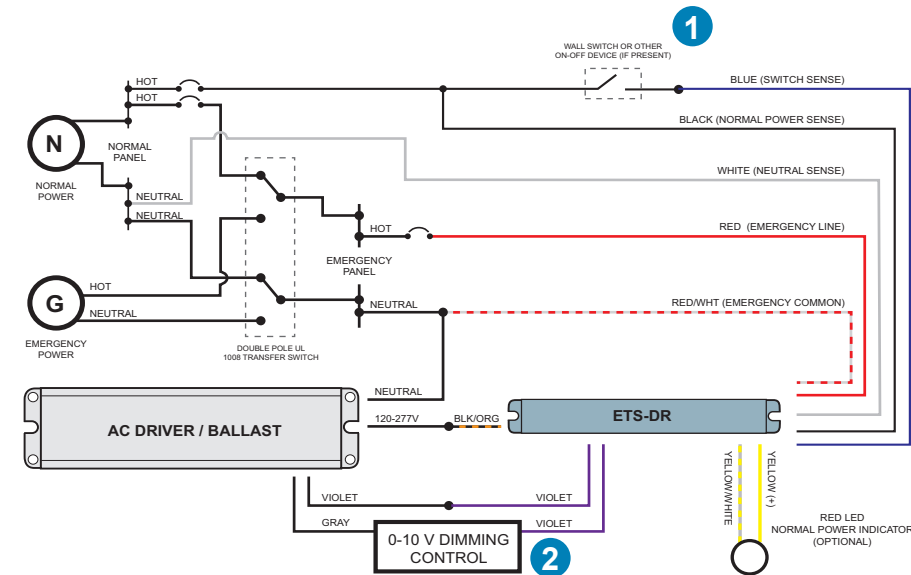 1
WALL SWITCH OR OTHER
ON-OFF DEVICE (IF PRESENT)
HOT
BLUE (SWITCH SENSE)
HOT
BLACK (NORMAL POWER SENSE)
N
NORMAL
PANEL
NORMAL
POWER
WHITE (NEUTRAL SENSE)
NEUTRAL
NEUTRAL
HOT
RED (EMERGENCY LINE)
EMERGENCY
PANEL
HOT
G
NEUTRAL
NEUTRAL
RED/WHT (EMERGENCY COMMON)
EMERGENCY
POWER
DOUBLE POLE UL
1008 TRANSFER SWITCH
NEUTRAL
AC DRIVER / BALLAST
120-277V
BLK/ORG
ETS-DR
YELLOW/WHITE
YELLOW (+)
VIOLET
VIOLET
GRAY
VIOLET
0-10 V DIMMING
CONTROL
2
RED LED
NORMAL POWER INDICATOR
(OPTIONAL)